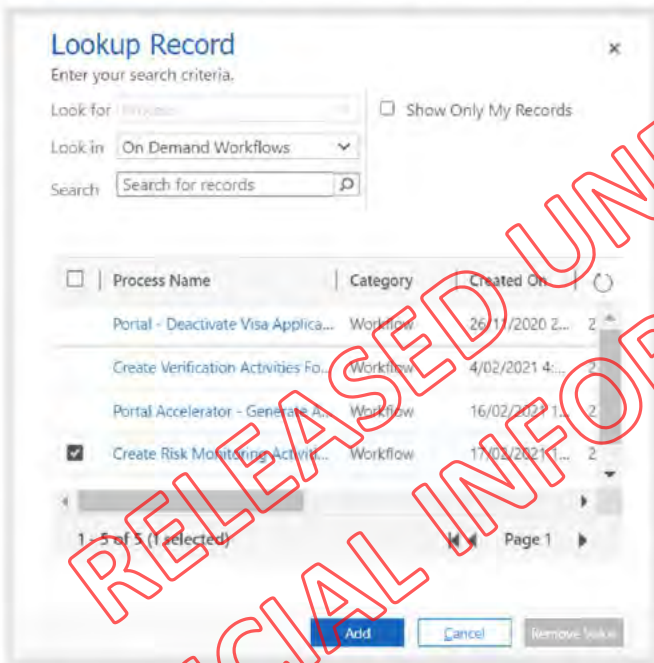 Lookup Record
×
Enter your search criteria.
Look for Process
Show Only My Records
Look in On Demand Workflows
Search Search for records
Process Name | Category | Created On |
Portal - Deactivate Visa Applica... Workflow 26/11/2020 2... 2
Create Verification Activities Fo... Workflow 4/02/2021 4:... 2
Portal Accelerator - Generate A... Workflow 16/02/2021 1... 2
Create Risk Monitoring Activiti... Workflow 17/02/2021 1... 2
1 - 5 of 5 (1 selected)
Page 1
Add Cancel Remove Value
RELEASED UN
CIAL INFOR